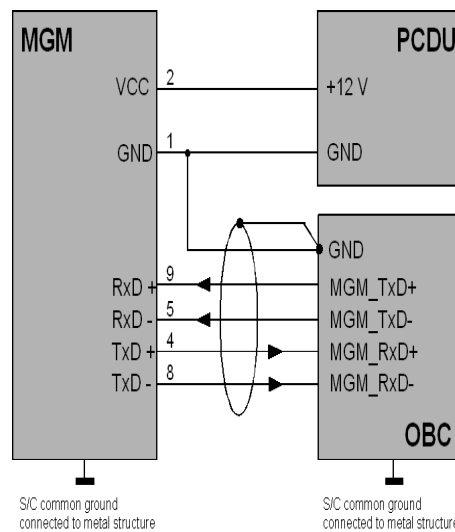 MGM
PCDU
VCC 2 +12 V
GND 1 GND
GND
RxD + 9 MGM_TxD+
RxD - 5 MGM_TxD-
TxD + 4 MGM_RxD+
TxD - 8 MGM_RxD-
OBC
S/C common ground
connected to metal structure
S/C common ground
connected to metal structure